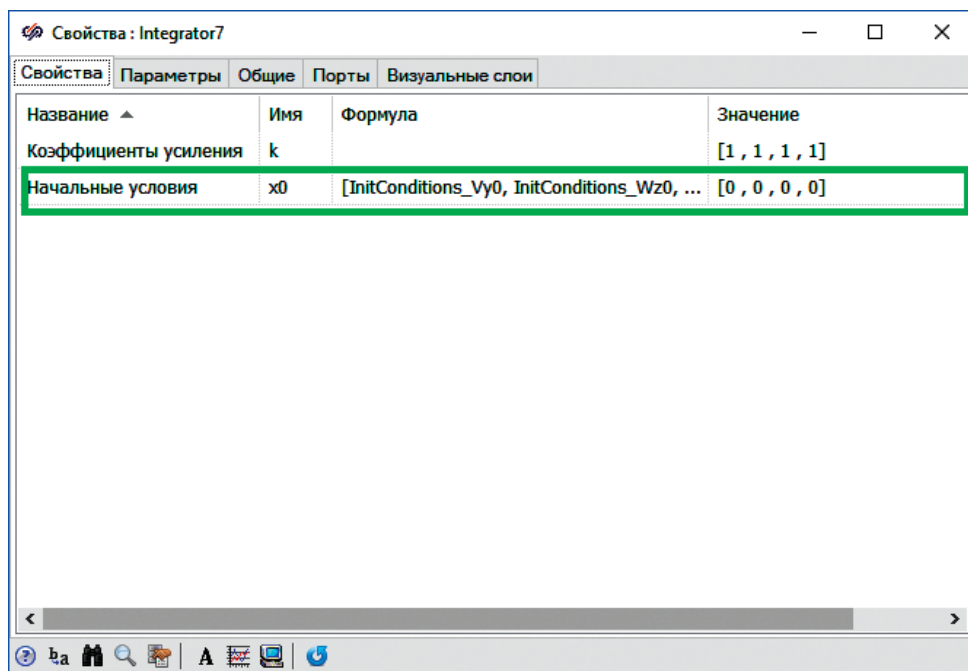 Свойства : Integrator7
Свойства Параметры Общие Порты Визуальные слои
Название Имя Формула Значение
Коэффициенты усиления k [1 , 1 , 1 , 1]
Начальные условия x0 [InitConditions_Vy0, InitConditions_Wz0, ... [0 , 0 , 0 , 0]
ba A